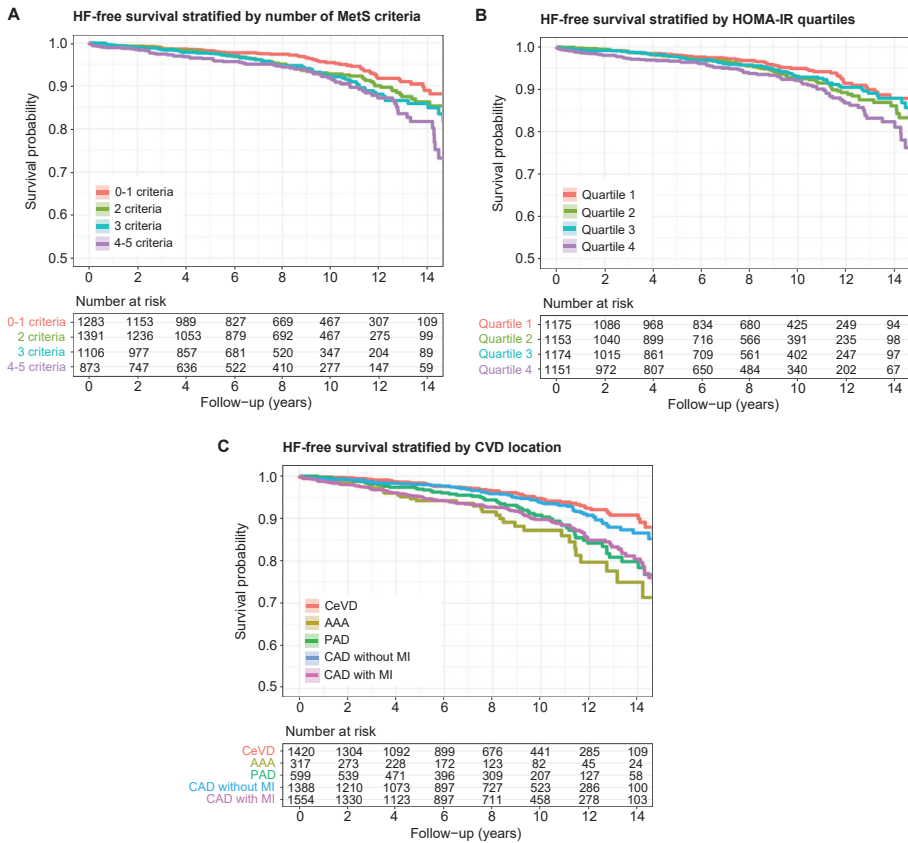 A
HF-free survival stratified by number of MetS criteria
Survival probability
1.0
0.9
0.8
0.7
0.6
0.5
0-1 criteria
2 criteria
3 criteria
4-5 criteria
0 2 4 6 8 10 12 14
Number at risk
0-1 criteria 1283 1153 989 827 669 467 307 109
2 criteria 1391 1236 1053 879 692 467 275 99
3 criteria 1106 977 857 681 520 347 204 89
4-5 criteria 873 747 636 522 410 277 147 59
0 2 4 6 8 10 12 14
Follow−up (years)
B
HF-free survival stratified by HOMA-IR quartiles
Survival probability
1.0
0.9
0.8
0.7
0.6
0.5
Quartile 1
Quartile 2
Quartile 3
Quartile 4
0 2 4 6 8 10 12 14
Number at risk
Quartile 1 1175 1086 968 834 680 425 249 94
Quartile 2 1153 1040 899 716 566 391 235 98
Quartile 3 1174 1015 861 709 561 402 247 97
Quartile 4 1151 972 807 650 484 340 202 67
0 2 4 6 8 10 12 14
Follow−up (years)
C
HF-free survival stratified by CVD location
Survival probability
1.0
0.9
0.8
0.7
0.6
0.5
CeVD
AAA
PAD
CAD without MI
CAD with MI
0 2 4 6 8 10 12 14
Number at risk
CeVD 1420 1304 1092 899 676 441 285 109
AAA 317 273 228 172 123 82 45 24
PAD 599 539 471 396 309 207 127 58
CAD without MI 1388 1210 1073 897 727 523 286 100
CAD with MI 1554 1330 1123 897 711 458 278 103
0 2 4 6 8 10 12 14
Follow−up (years)